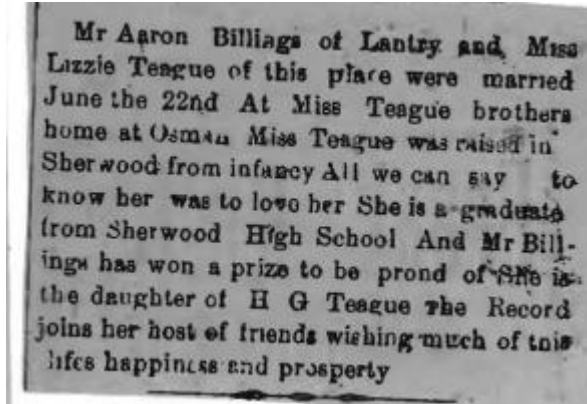 Mr Aaron Billiags of Lantry and, Miss
Lizzie Teague of this place were married
June the 22nd At Miss Teague brothers
home at Osman Miss Teague was raised in
Sherwood from infancy All we can say to
know her was to love her She is a graduate
from Sherwood High School And Mr Bill-
ings has won a prize to be prond of She is
the daughter of H G Teague The Record
joins her host of friends wishing much of this
lifes happiness and prosperty